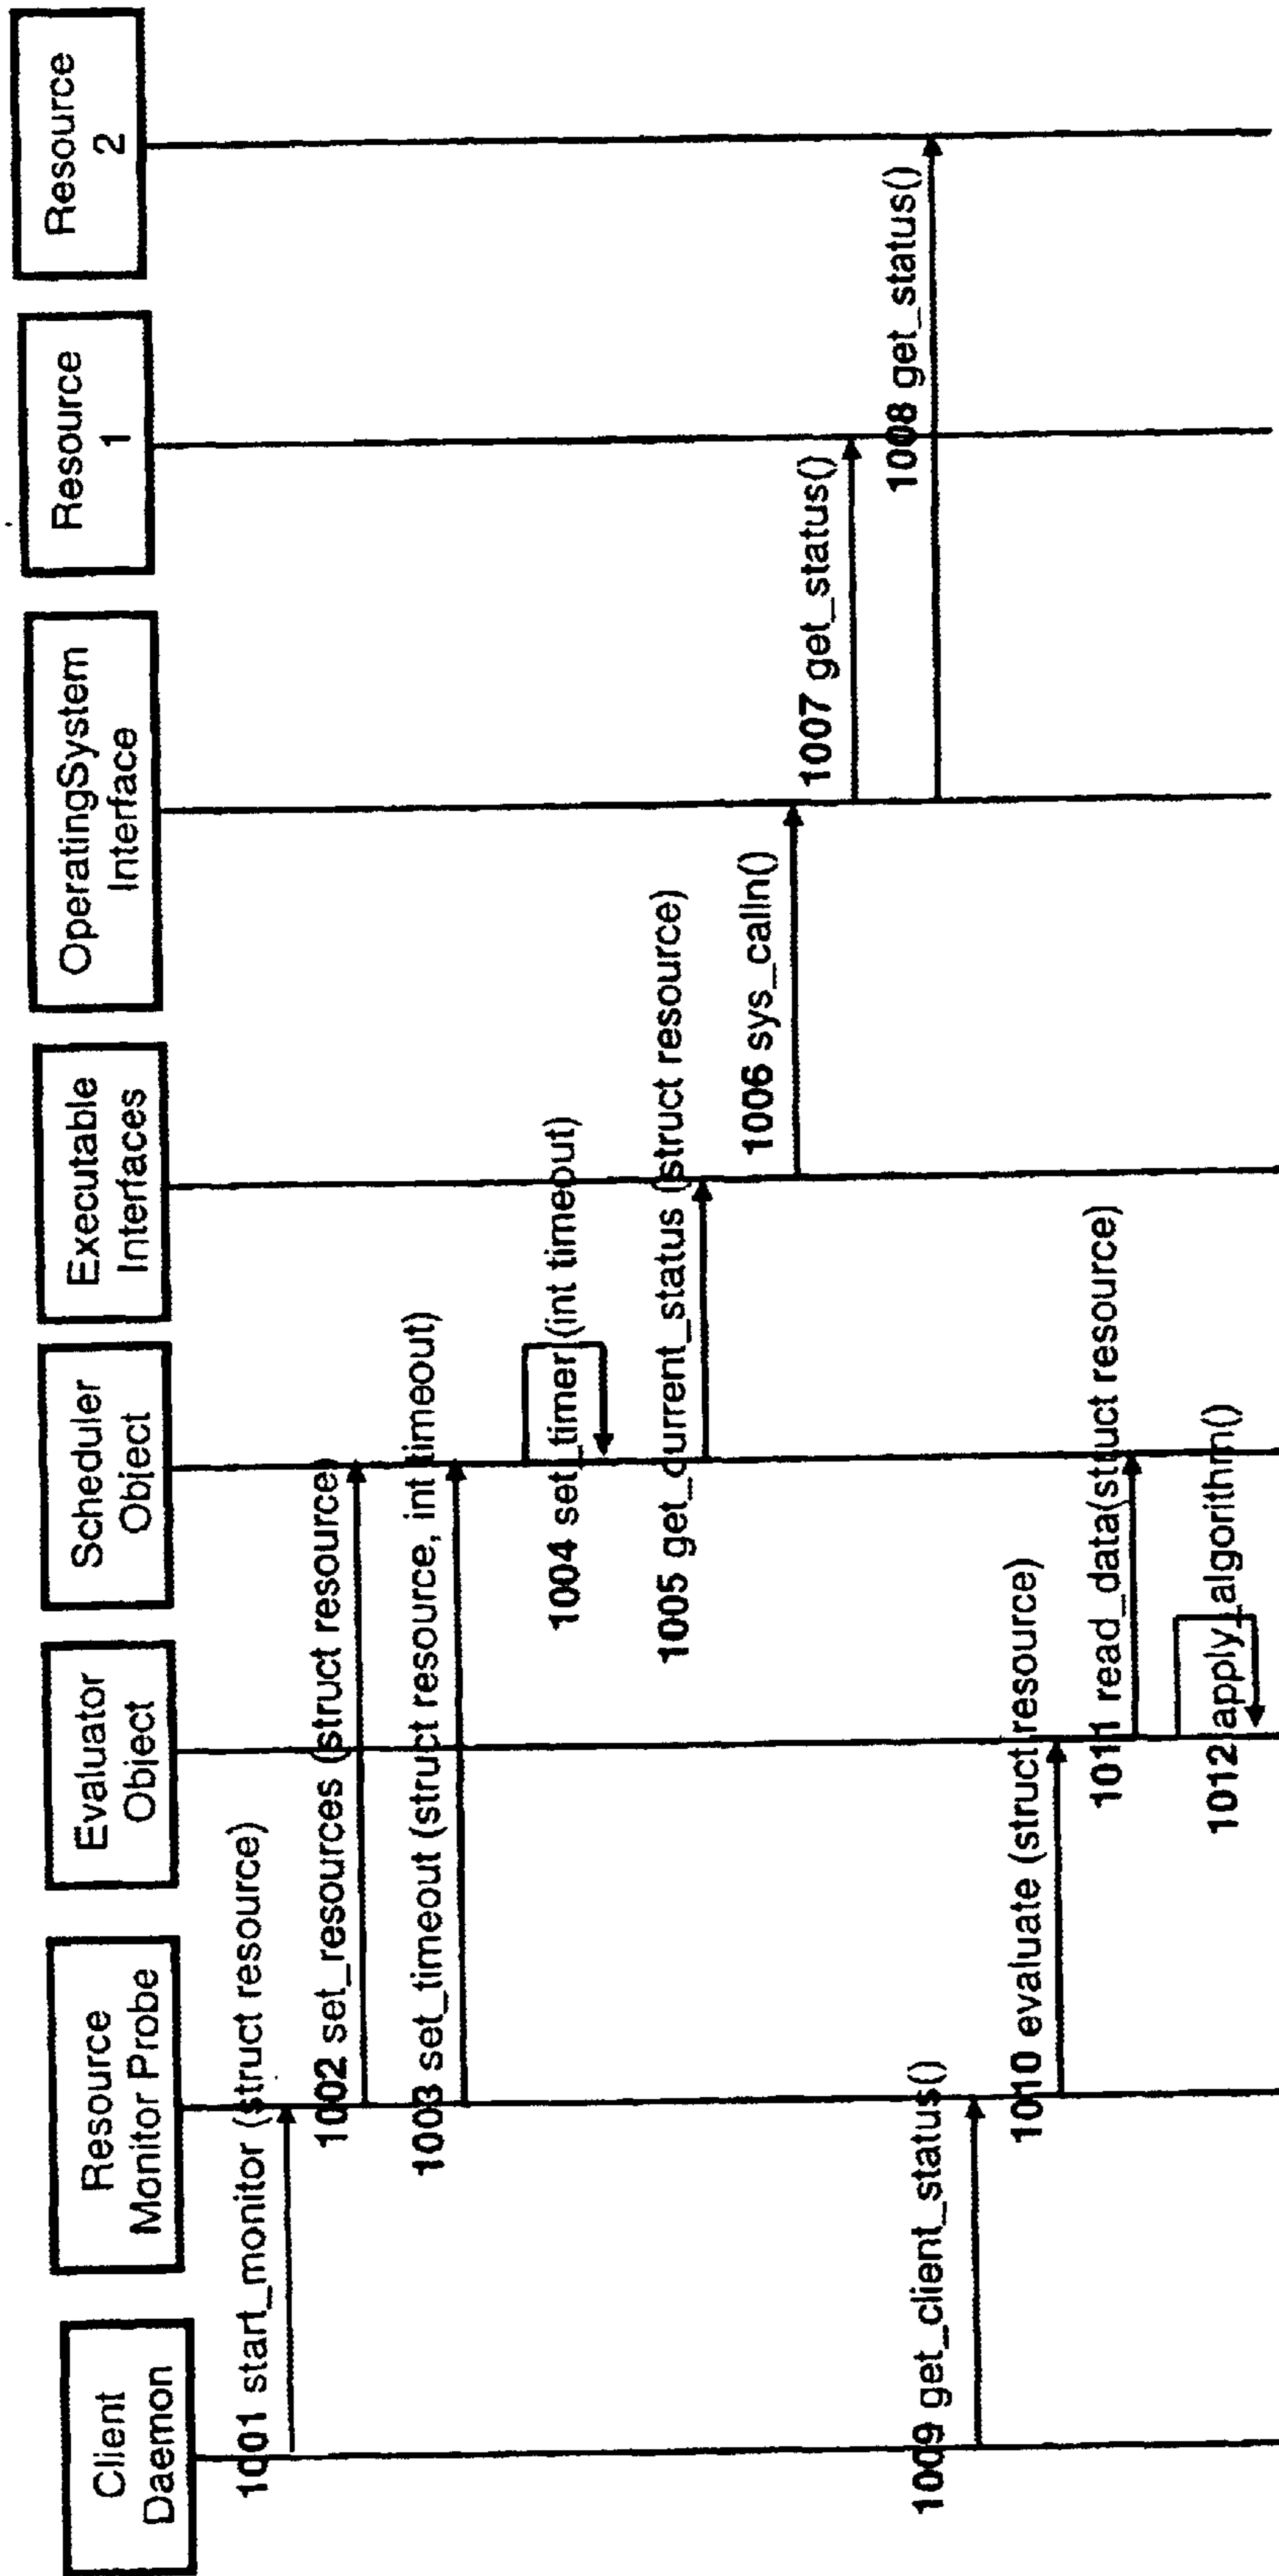 Client
Daemon
Resource
Monitor Probe
Evaluator
Object
Scheduler
Object
Executable
Interfaces
OperatingSystem
Interface
Resource
1
Resource
2
1001 start_monitor (struct resource)
1002 set_resources (struct resource)
1003 set_timeout (struct resource, int timeout)
1004 set_timer (int timeout)
1005 get_current_status (struct resource)
1006 sys_calln()
1007 get_status()
1008 get_status()
1009 get_client_status()
1010 evaluate (struct resource)
1011 read_data(struct resource)
1012 apply_algorithm()